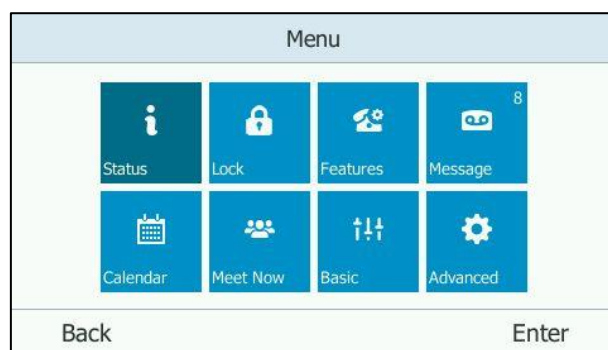 Menu
8
Status Lock Features Message
Calendar Meet Now Basic Advanced
Back Enter